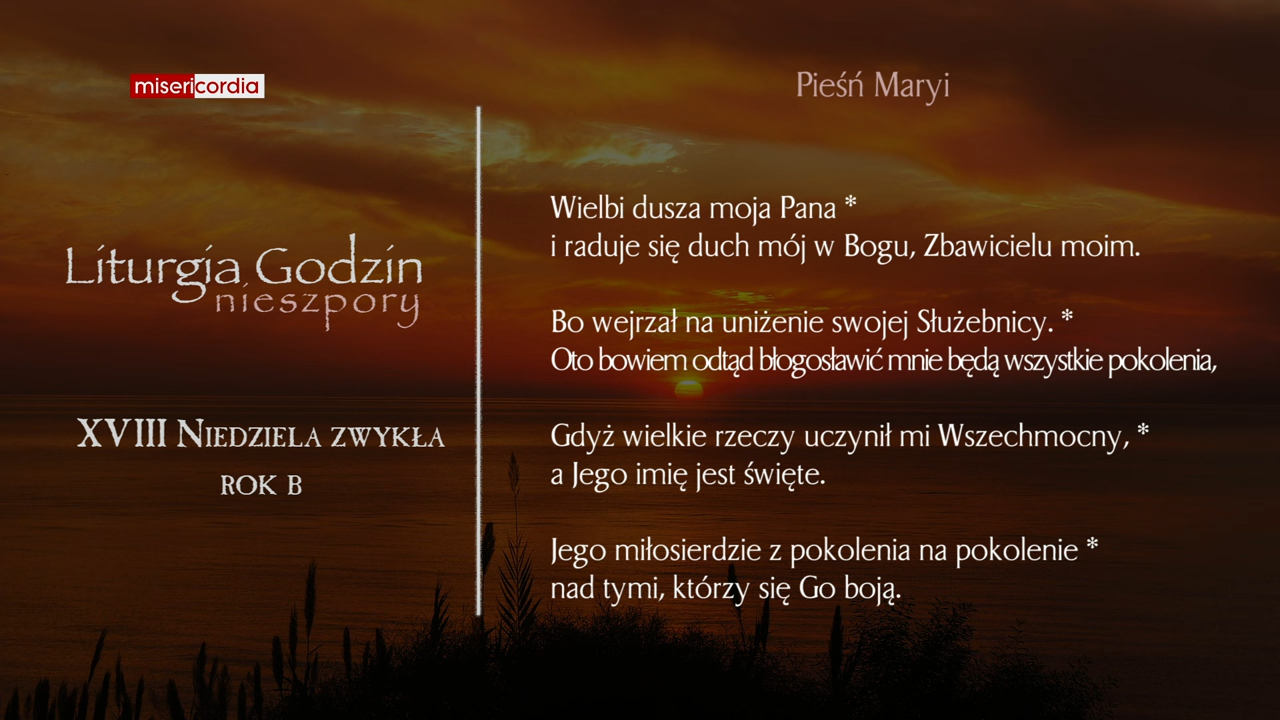 misericordia
Liturgia Godzin
nieszpory
XVIII NIEDZIELA ZWYKŁA
ROK B
Pieśń Maryi
Wielbi dusza moja Pana *
i raduje się duch mój w Bogu, Zbawicielu moim.
Bo wejrzał na uniżenie swojej Służebnicy. *
Oto bowiem odtąd błogosławić mnie będą wszystkie pokolenia,
Gdyż wielkie rzeczy uczynił mi Wszechmocny, *
a Jego imię jest święte.
Jego miłosierdzie z pokolenia na pokolenie *
nad tymi, którzy się Go boją.